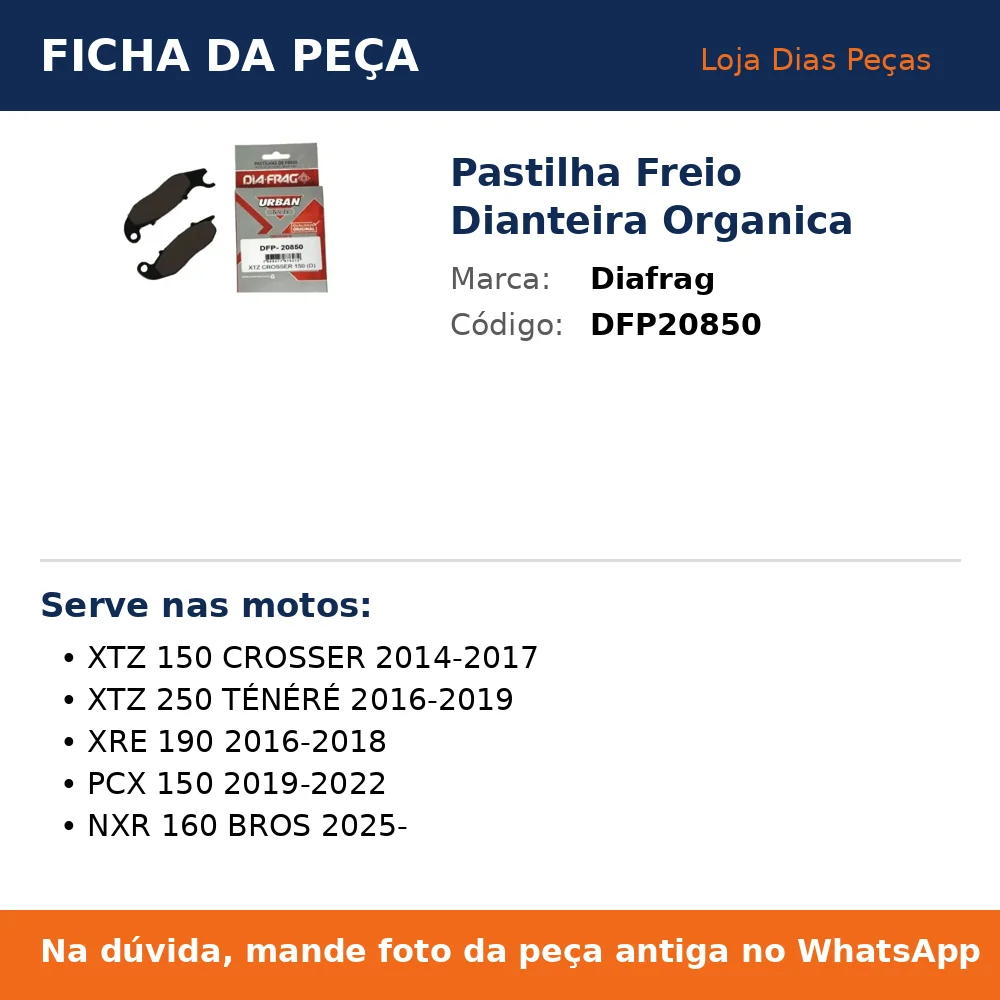 FICHA DA PEÇA
Loja Dias Peças
PASTILHAS DE FREIO
DIA-FRAG
URBAN
ORIGINAL
DFP- 20850
XTZ CROSSER 150 (D)
Pastilha Freio
Dianteira Organica
Marca: Diafrag
Código: DFP20850
Serve nas motos:
• XTZ 150 CROSSER 2014-2017
• XTZ 250 TÉNÉRÉ 2016-2019
• XRE 190 2016-2018
• PCX 150 2019-2022
• NXR 160 BROS 2025-
Na dúvida, mande foto da peça antiga no WhatsApp